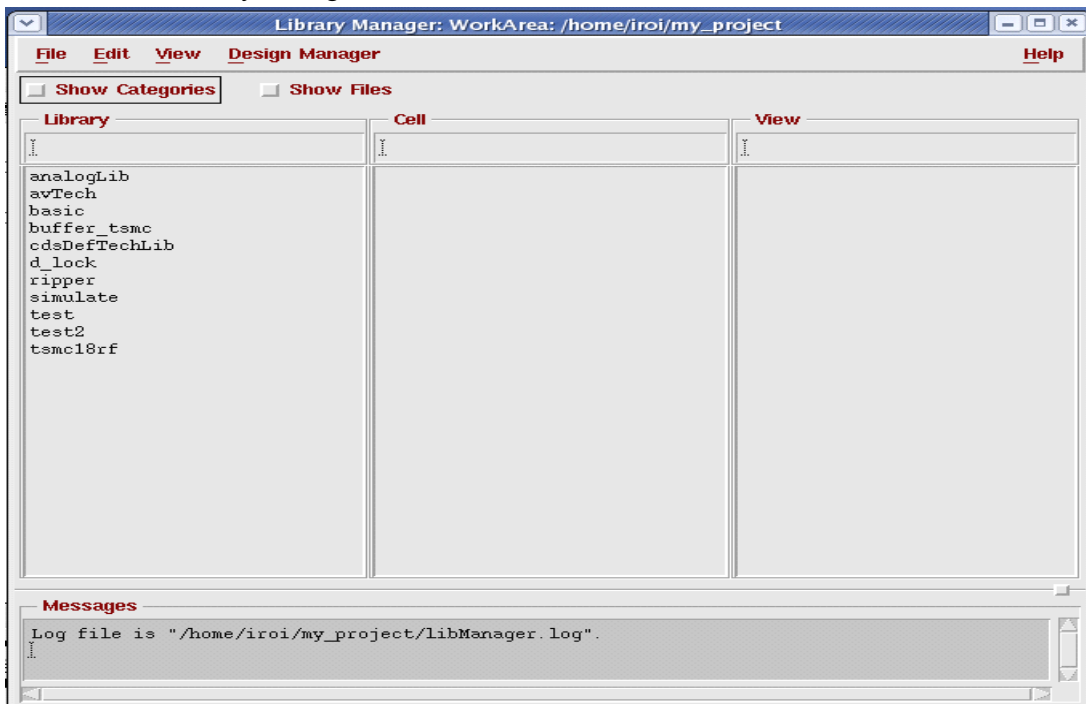 Library Manager: WorkArea: /home/iroi/my_project
File Edit View Design Manager Help
Show Categories Show Files
Library Cell View
analogLib
avTech
basic
buffer_tsmc
cdsDefTechLib
d_lock
ripper
simulate
test
test2
tsmc18rf
Messages
Log file is "/home/iroi/my_project/libManager.log".